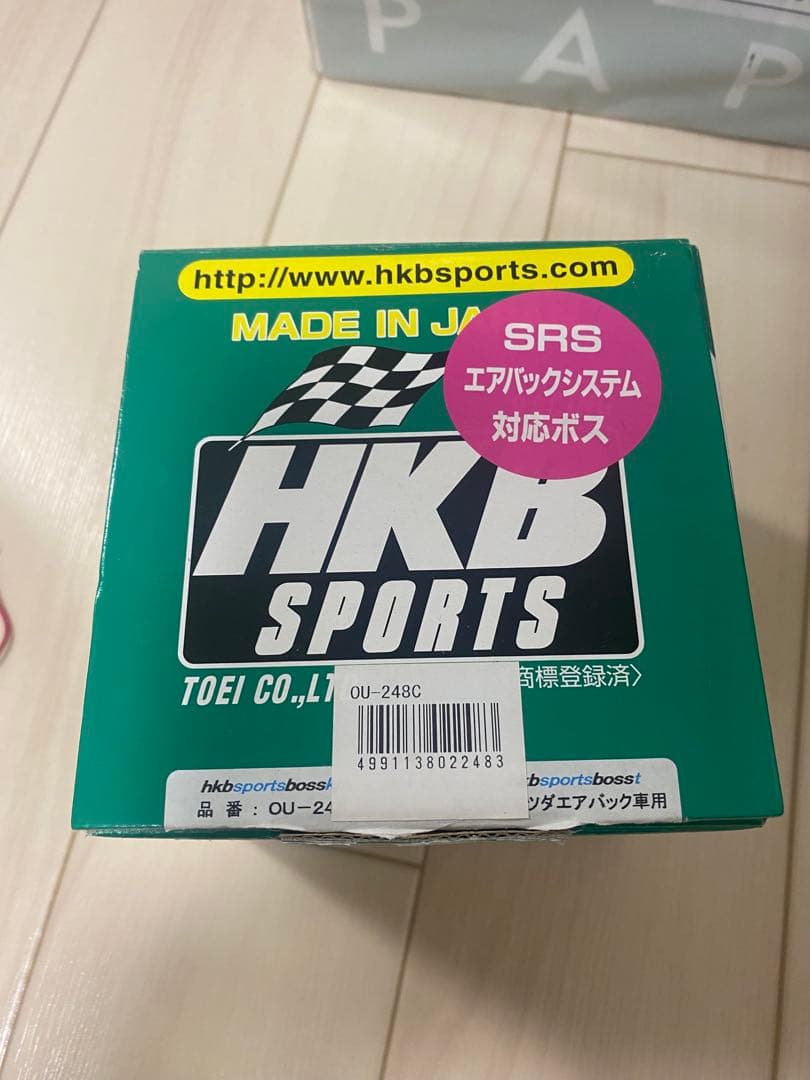 P A P
http://www.hkbsports.com
MADE IN JA
SRS
エアバックシステム
対応ボス
HKB
SPORTS
TOEI CO.,LT
商標登録済〉
OU-248C
4991138022483
hkbsportsboss
kbsportsbosst
品 番 : OU-24
ツダエアバック車用